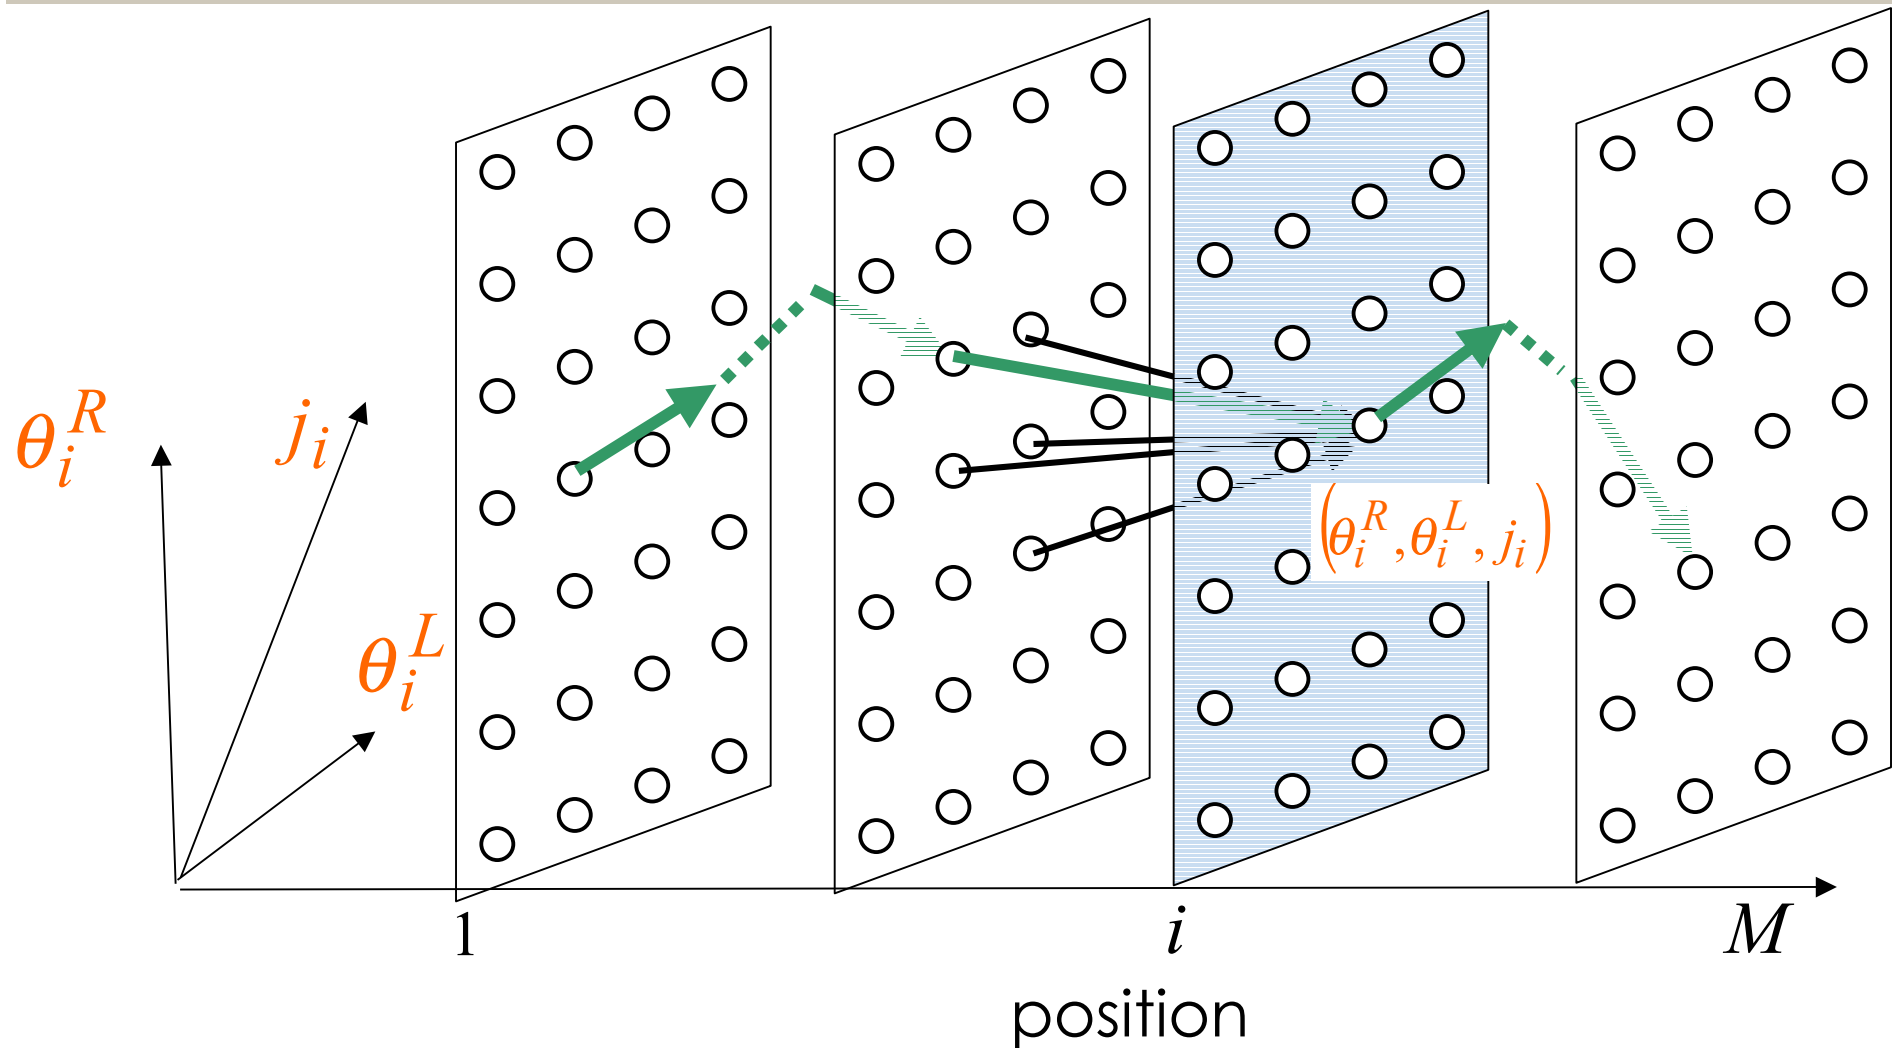 θ_i^R
j_i
θ_i^L
(θ_i^R, θ_i^L, j_i)
1
i
M
position